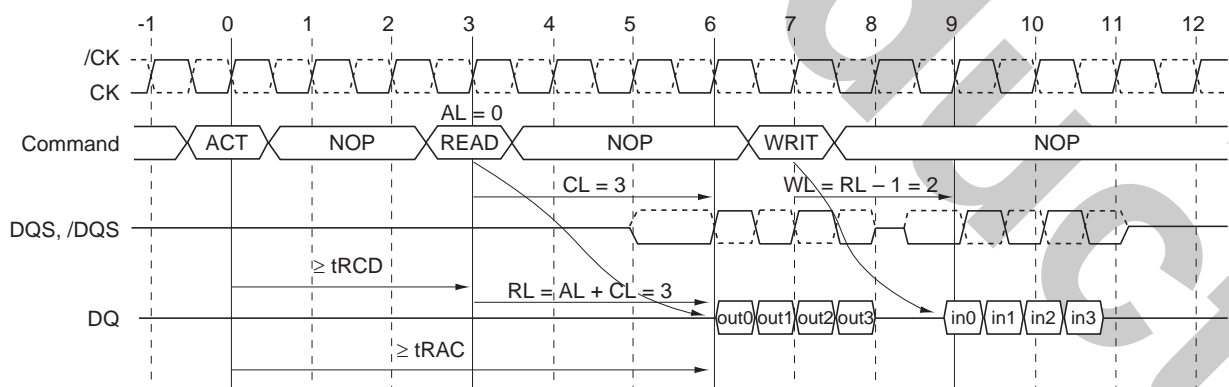 -1 0 1 2 3 4 5 6 7 8 9 10 11 12
/CK
CK
AL = 0
Command ACT NOP READ NOP WRIT NOP
CL = 3 WL = RL − 1 = 2
DQS, /DQS
≥ tRCD
RL = AL + CL = 3
DQ out0 out1 out2 out3 in0 in1 in2 in3
≥ tRAC